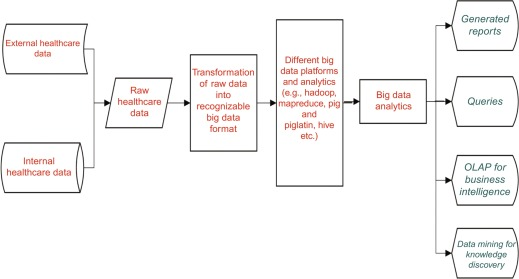 External healthcare
data
Internal
healthcare data
Raw
healthcare
data
Transformation
of raw data
into
recognizable
big data
format
Different big
data platforms
and analytics
(e.g., hadoop,
mapreduce, pig
and
piglatin, hive
etc.)
Big data
analytics
Generated
reports
Queries
OLAP for
business
intelligence
Data mining for
knowledge
discovery